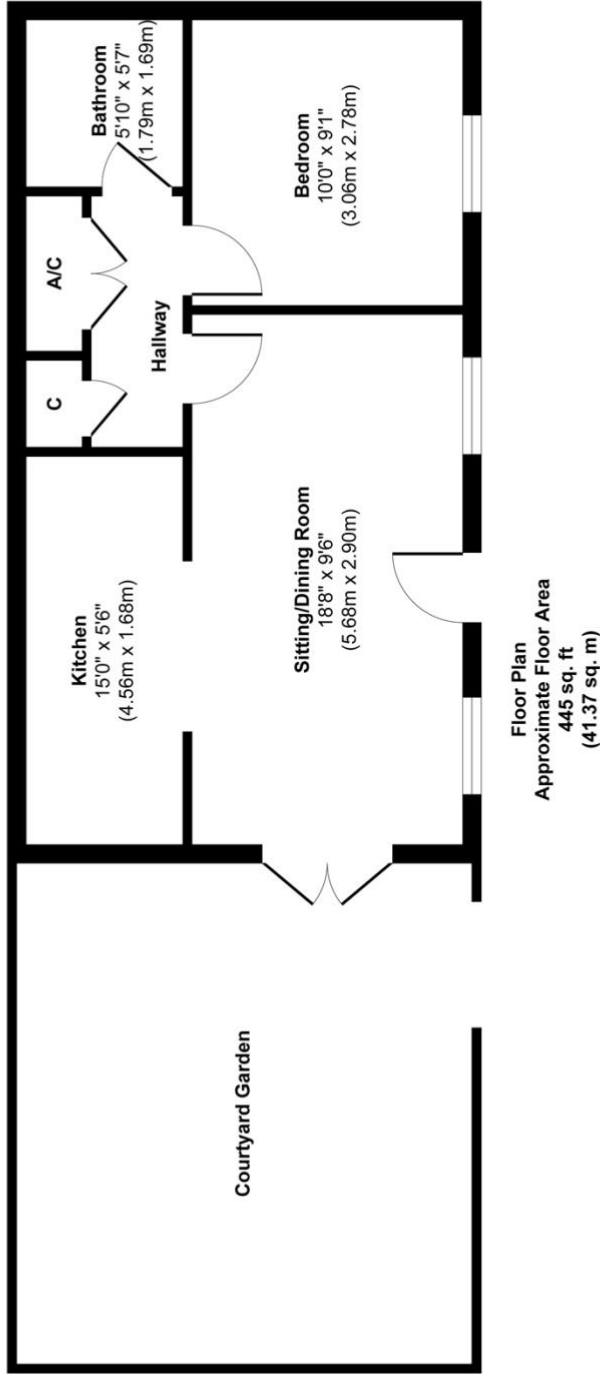 Courtyard Garden
Kitchen
15'0" x 5'6"
(4.56m x 1.68m)
C
A/C
Bathroom
5'10" x 5'7"
(1.79m x 1.69m)
Hallway
Sitting/Dining Room
18'8" x 9'6"
(5.68m x 2.90m)
Bedroom
10'0" x 9'1"
(3.06m x 2.78m)
Floor Plan
Approximate Floor Area
445 sq. ft
(41.37 sq. m)